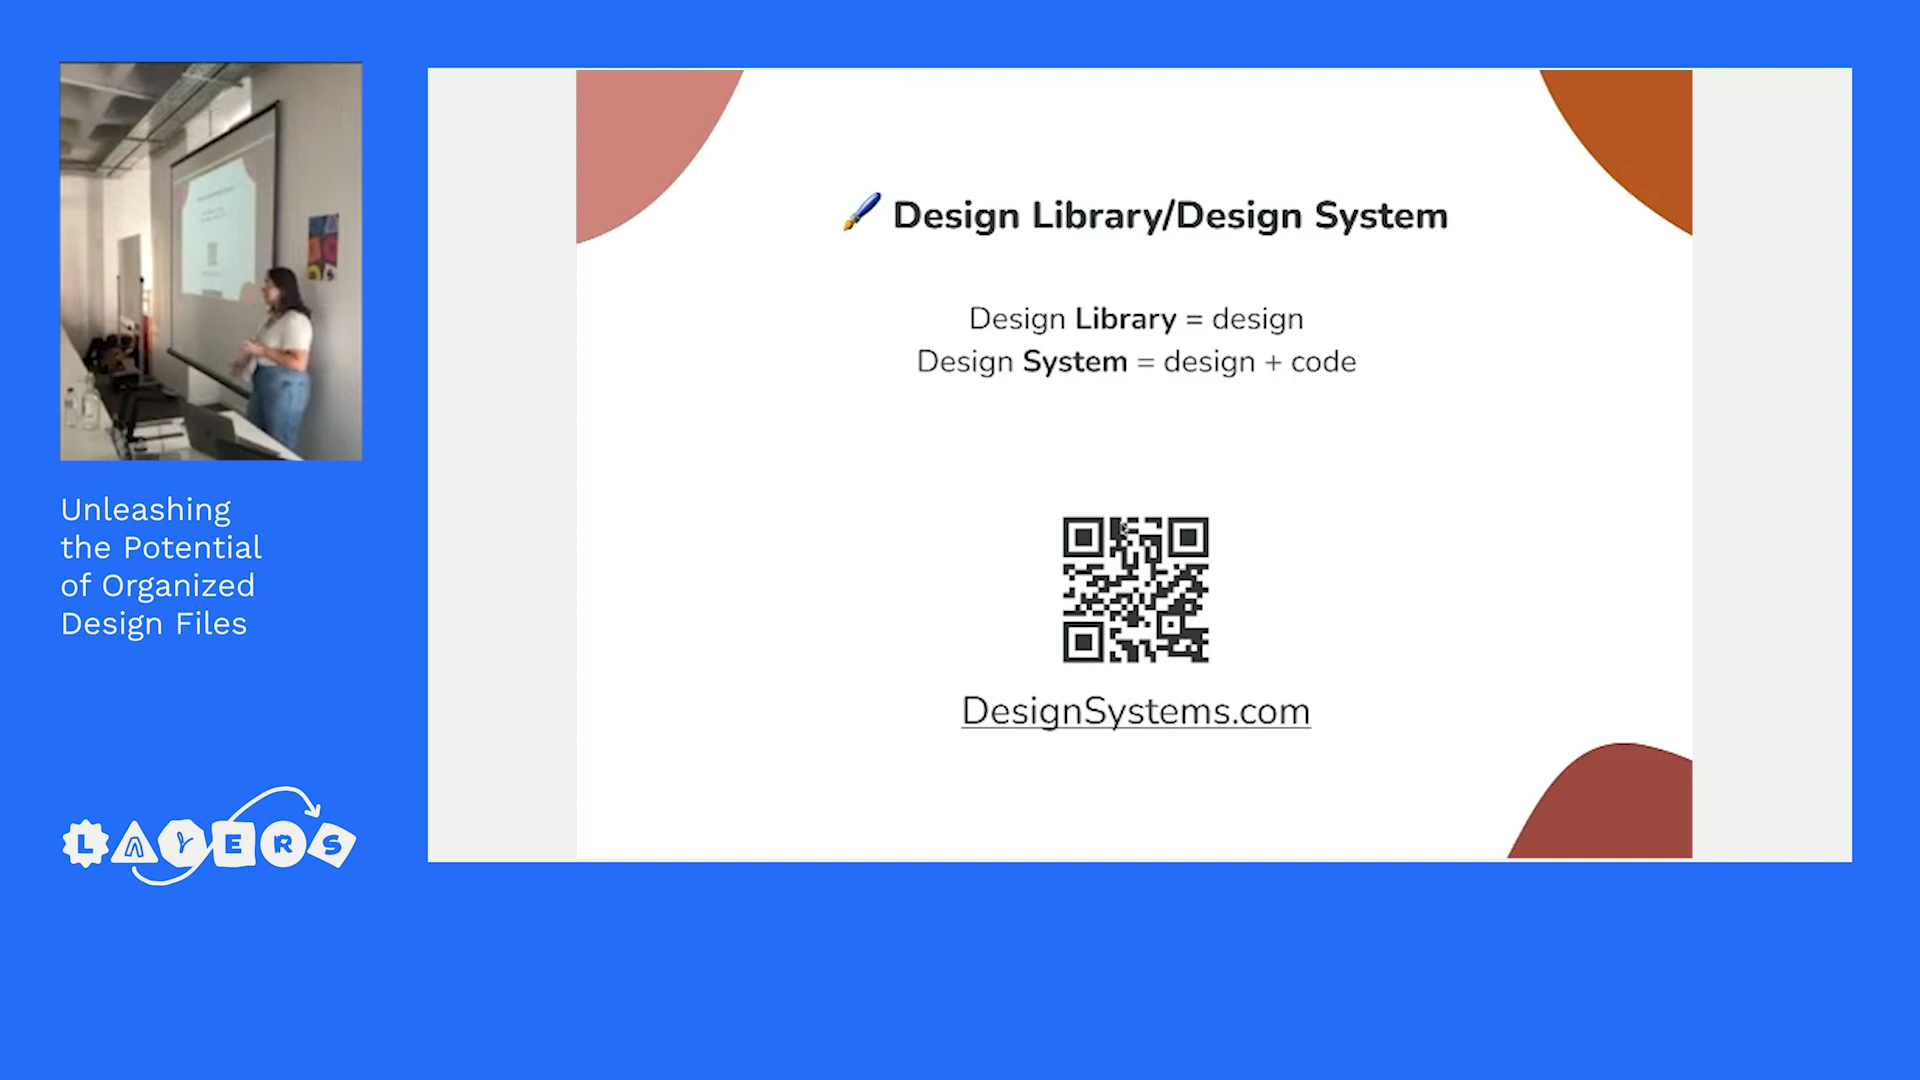 Unleashing
the Potential
of Organized
Design Files
LAYERS
Design Library/Design System
Design Library = design
Design System = design + code
DesignSystems.com